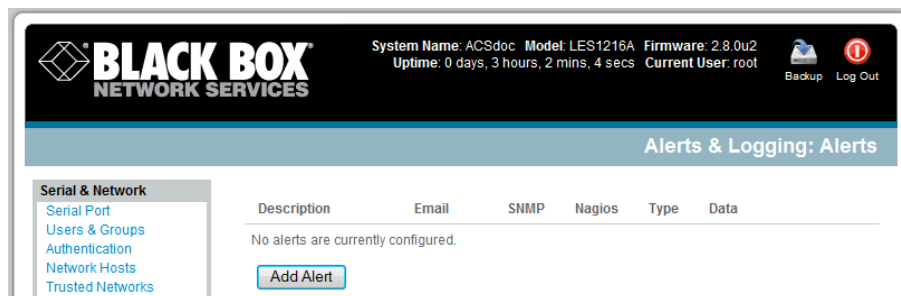 BLACK BOX®
NETWORK SERVICES
System Name: ACSdoc Model: LES1216A Firmware: 2.8.0u2
Uptime: 0 days, 3 hours, 2 mins, 4 secs Current User: root
Backup Log Out
Alerts & Logging: Alerts
Serial & Network
Serial Port
Users & Groups
Authentication
Network Hosts
Trusted Networks
Description Email SNMP Nagios Type Data
No alerts are currently configured.
Add Alert